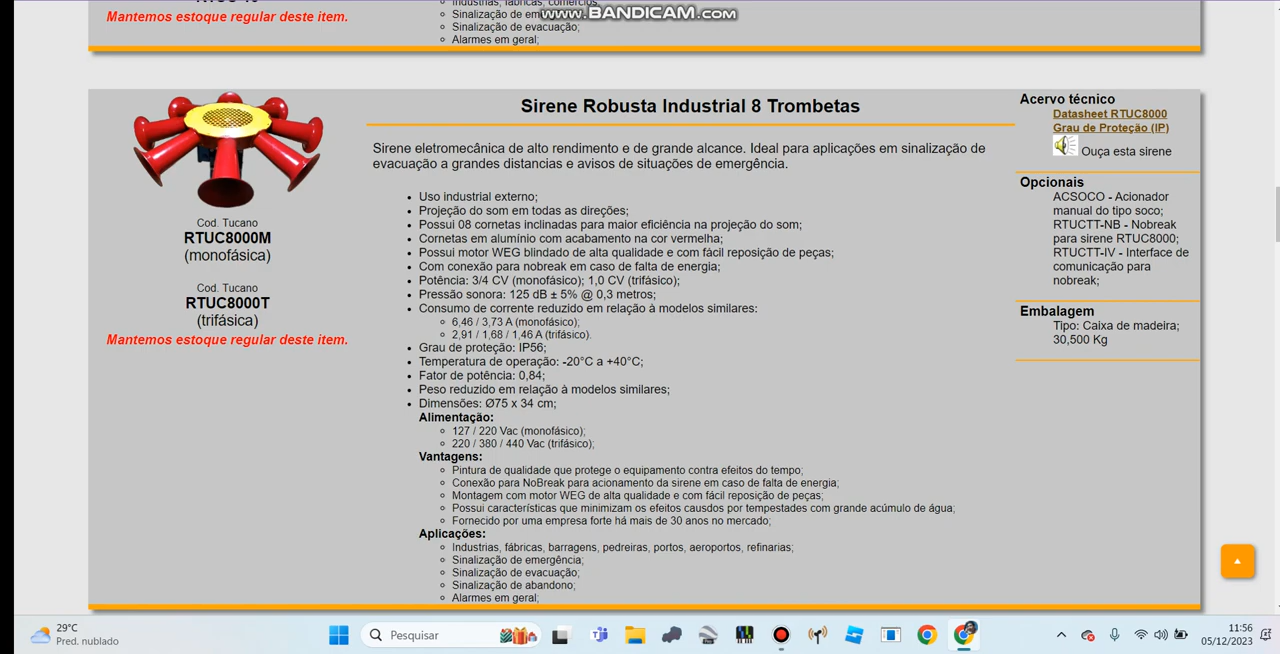 Mantemos estoque regular deste item.
Sinalização de evacuação;
Alarmes em geral;
www.BANDICAM.com
Cod. Tucano
RTUC8000M
(monofásica)
Cod. Tucano
RTUC8000T
(trifásica)
Mantemos estoque regular deste item.
Sirene Robusta Industrial 8 Trombetas
Sirene eletromecânica de alto rendimento e de grande alcance. Ideal para aplicações em sinalização de
evacuação a grandes distancias e avisos de situações de emergência.
Uso industrial externo;
Projeção do som em todas as direções;
Possui 08 cornetas inclinadas para maior eficiência na projeção do som;
Cornetas em alumínio com acabamento na cor vermelha;
Possui motor WEG blindado de alta qualidade e com fácil reposição de peças;
Com conexão para nobreak em caso de falta de energia;
Potência: 3/4 CV (monofásico); 1,0 CV (trifásico);
Pressão sonora: 125 dB ± 5% @ 0,3 metros;
Consumo de corrente reduzido em relação à modelos similares:
6,46 / 3,73 A (monofásico);
2,91 / 1,68 / 1,46 A (trifásico).
Grau de proteção: IP56;
Temperatura de operação: -20°C a +40°C;
Fator de potência: 0,84;
Peso reduzido em relação à modelos similares;
Dimensões: Ø75 x 34 cm;
Alimentação:
127 / 220 Vac (monofásico);
220 / 380 / 440 Vac (trifásico);
Vantagens:
Pintura de qualidade que protege o equipamento contra efeitos do tempo;
Conexão para NoBreak para acionamento da sirene em caso de falta de energia;
Montagem com motor WEG de alta qualidade e com fácil reposição de peças;
Possui características que minimizam os efeitos causdos por tempestades com grande acúmulo de água;
Fornecido por uma empresa forte há mais de 30 anos no mercado;
Aplicações:
Industrias, fábricas, barragens, pedreiras, portos, aeroportos, refinarias;
Sinalização de emergência;
Sinalização de evacuação;
Sinalização de abandono;
Alarmes em geral;
Acervo técnico
Datasheet RTUC8000
Grau de Proteção (IP)
Ouça esta sirene
Opcionais
ACSOCO - Acionador
manual do tipo soco;
RTUCTT-NB - Nobreak
para sirene RTUC8000;
RTUCTT-IV - Interface de
comunicação para
nobreak;
Embalagem
Tipo: Caixa de madeira;
30,500 Kg
29°C
Pred. nublado
Pesquisar
11:56
05/12/2023